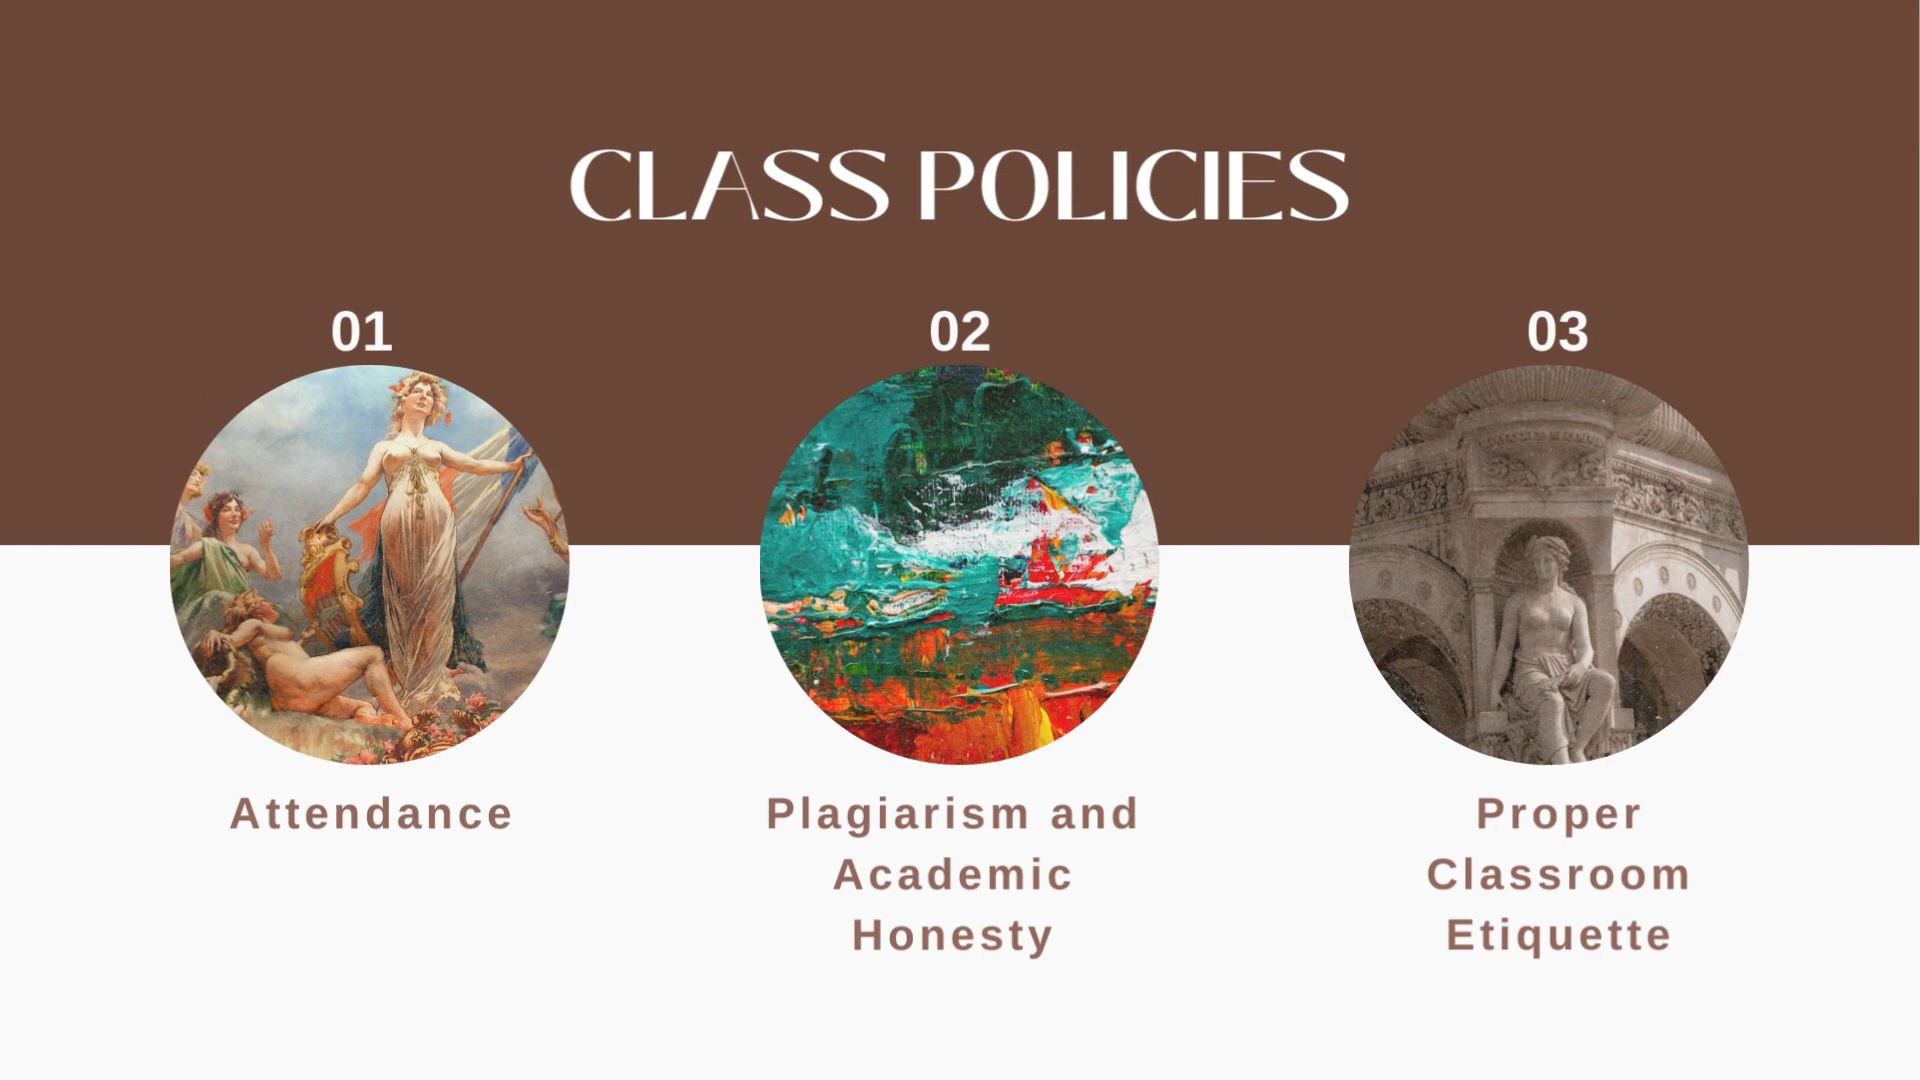 CLASS POLICIES
01
02
03
Attendance
Plagiarism and
Academic
Honesty
Proper
Classroom
Etiquette